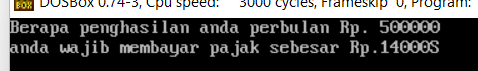 DOSBox 0.74-3, Cpu speed: 3000 cycles, Frameskip 0, Program:
Berapa penghasilan anda perbulan Rp. 500000
anda wajib membayar pajak sebesar Rp.14000S